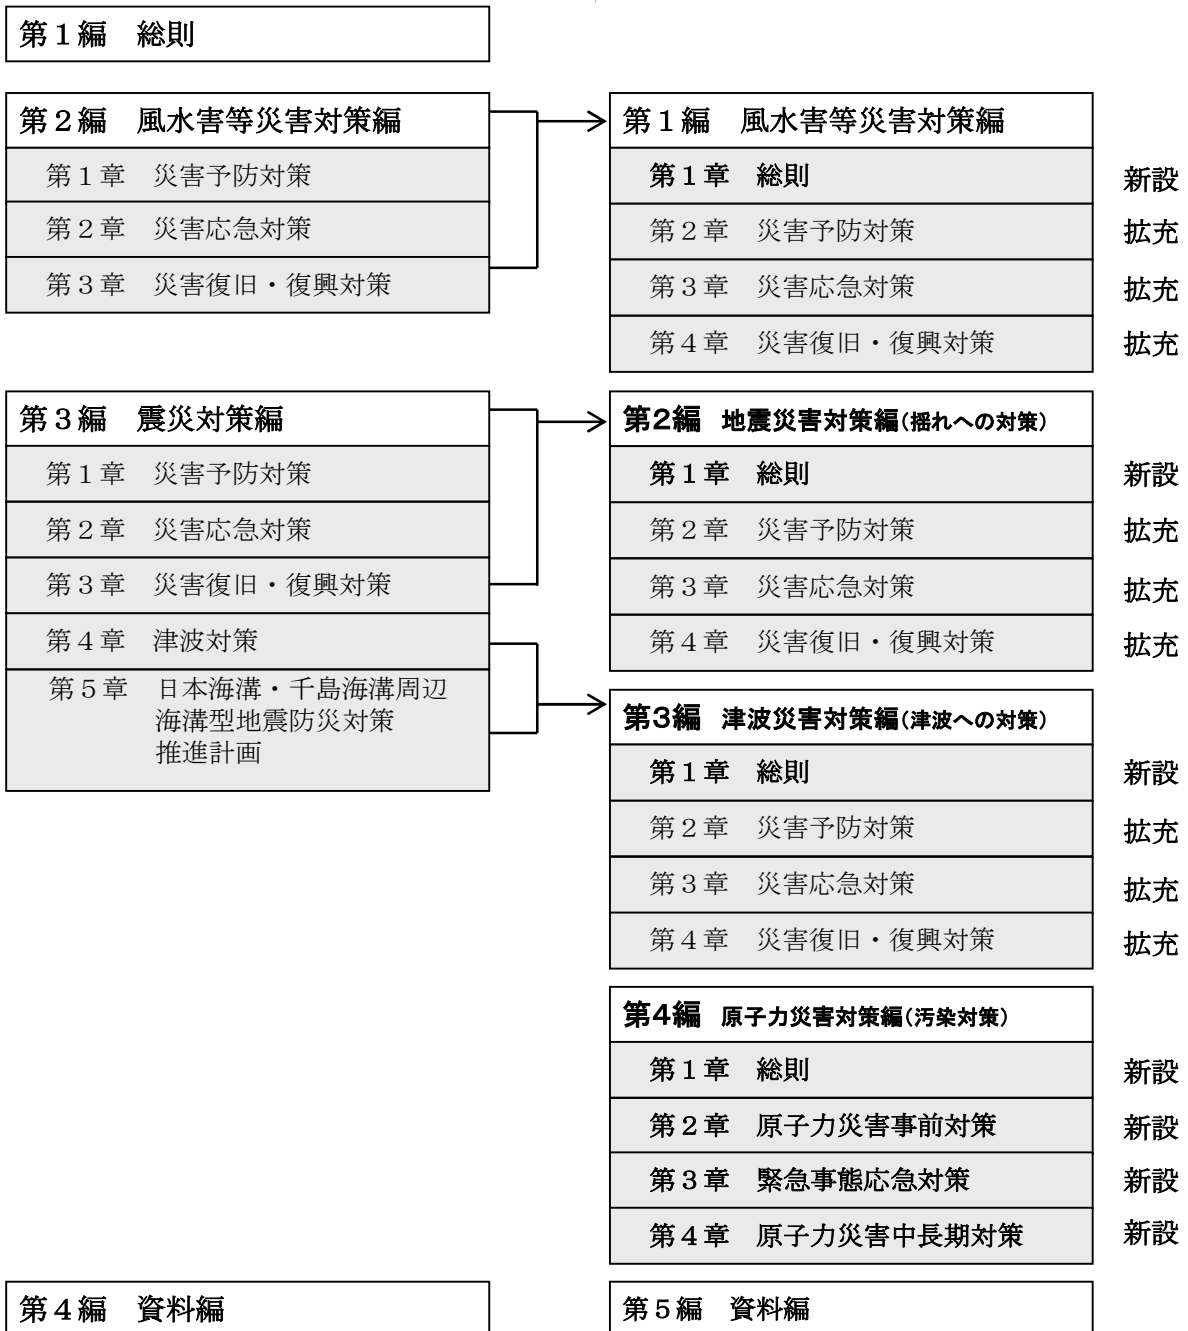 第１編　総則
第２編　風水害等災害対策編
第１章　災害予防対策
第２章　災害応急対策
第３章　災害復旧・復興対策
第１編　風水害等災害対策編
第１章　総則　新設
第２章　災害予防対策　拡充
第３章　災害応急対策　拡充
第４章　災害復旧・復興対策　拡充
第３編　震災対策編
第１章　災害予防対策
第２章　災害応急対策
第３章　災害復旧・復興対策
第４章　津波対策
第５章　日本海溝・千島海溝周辺
海溝型地震防災対策
推進計画
第2編　地震災害対策編(揺れへの対策)
第１章　総則　新設
第２章　災害予防対策　拡充
第３章　災害応急対策　拡充
第４章　災害復旧・復興対策　拡充
第3編　津波災害対策編(津波への対策)
第１章　総則　新設
第２章　災害予防対策　拡充
第３章　災害応急対策　拡充
第４章　災害復旧・復興対策　拡充
第4編　原子力災害対策編(汚染対策)
第１章　総則　新設
第２章　原子力災害事前対策　新設
第３章　緊急事態応急対策　新設
第４章　原子力災害中長期対策　新設
第４編　資料編
第５編　資料編